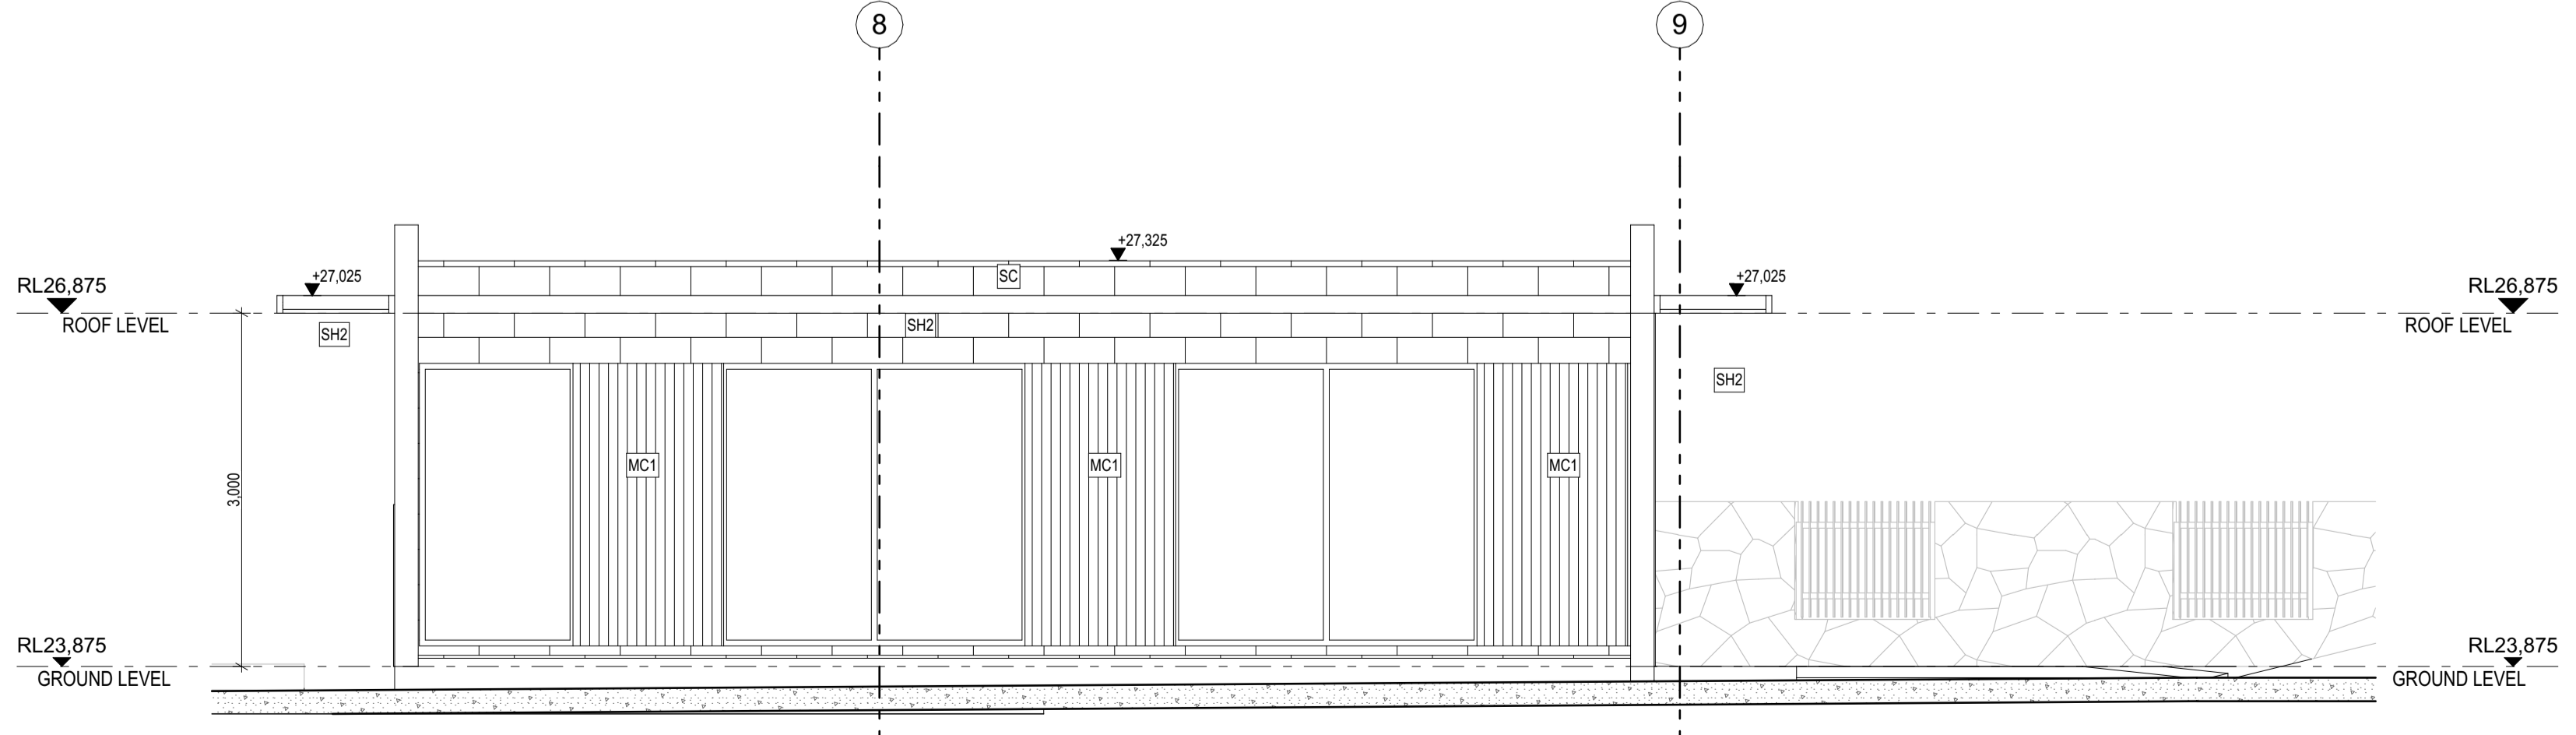 8
9
+27,325
SC
RL26,875
+27,025
+27,025
RL26,875
ROOF LEVEL
SH2
SH2
ROOF LEVEL
SH2
MC1
MC1
MC1
3,000
RL23,875
RL23,875
GROUND LEVEL
GROUND LEVEL